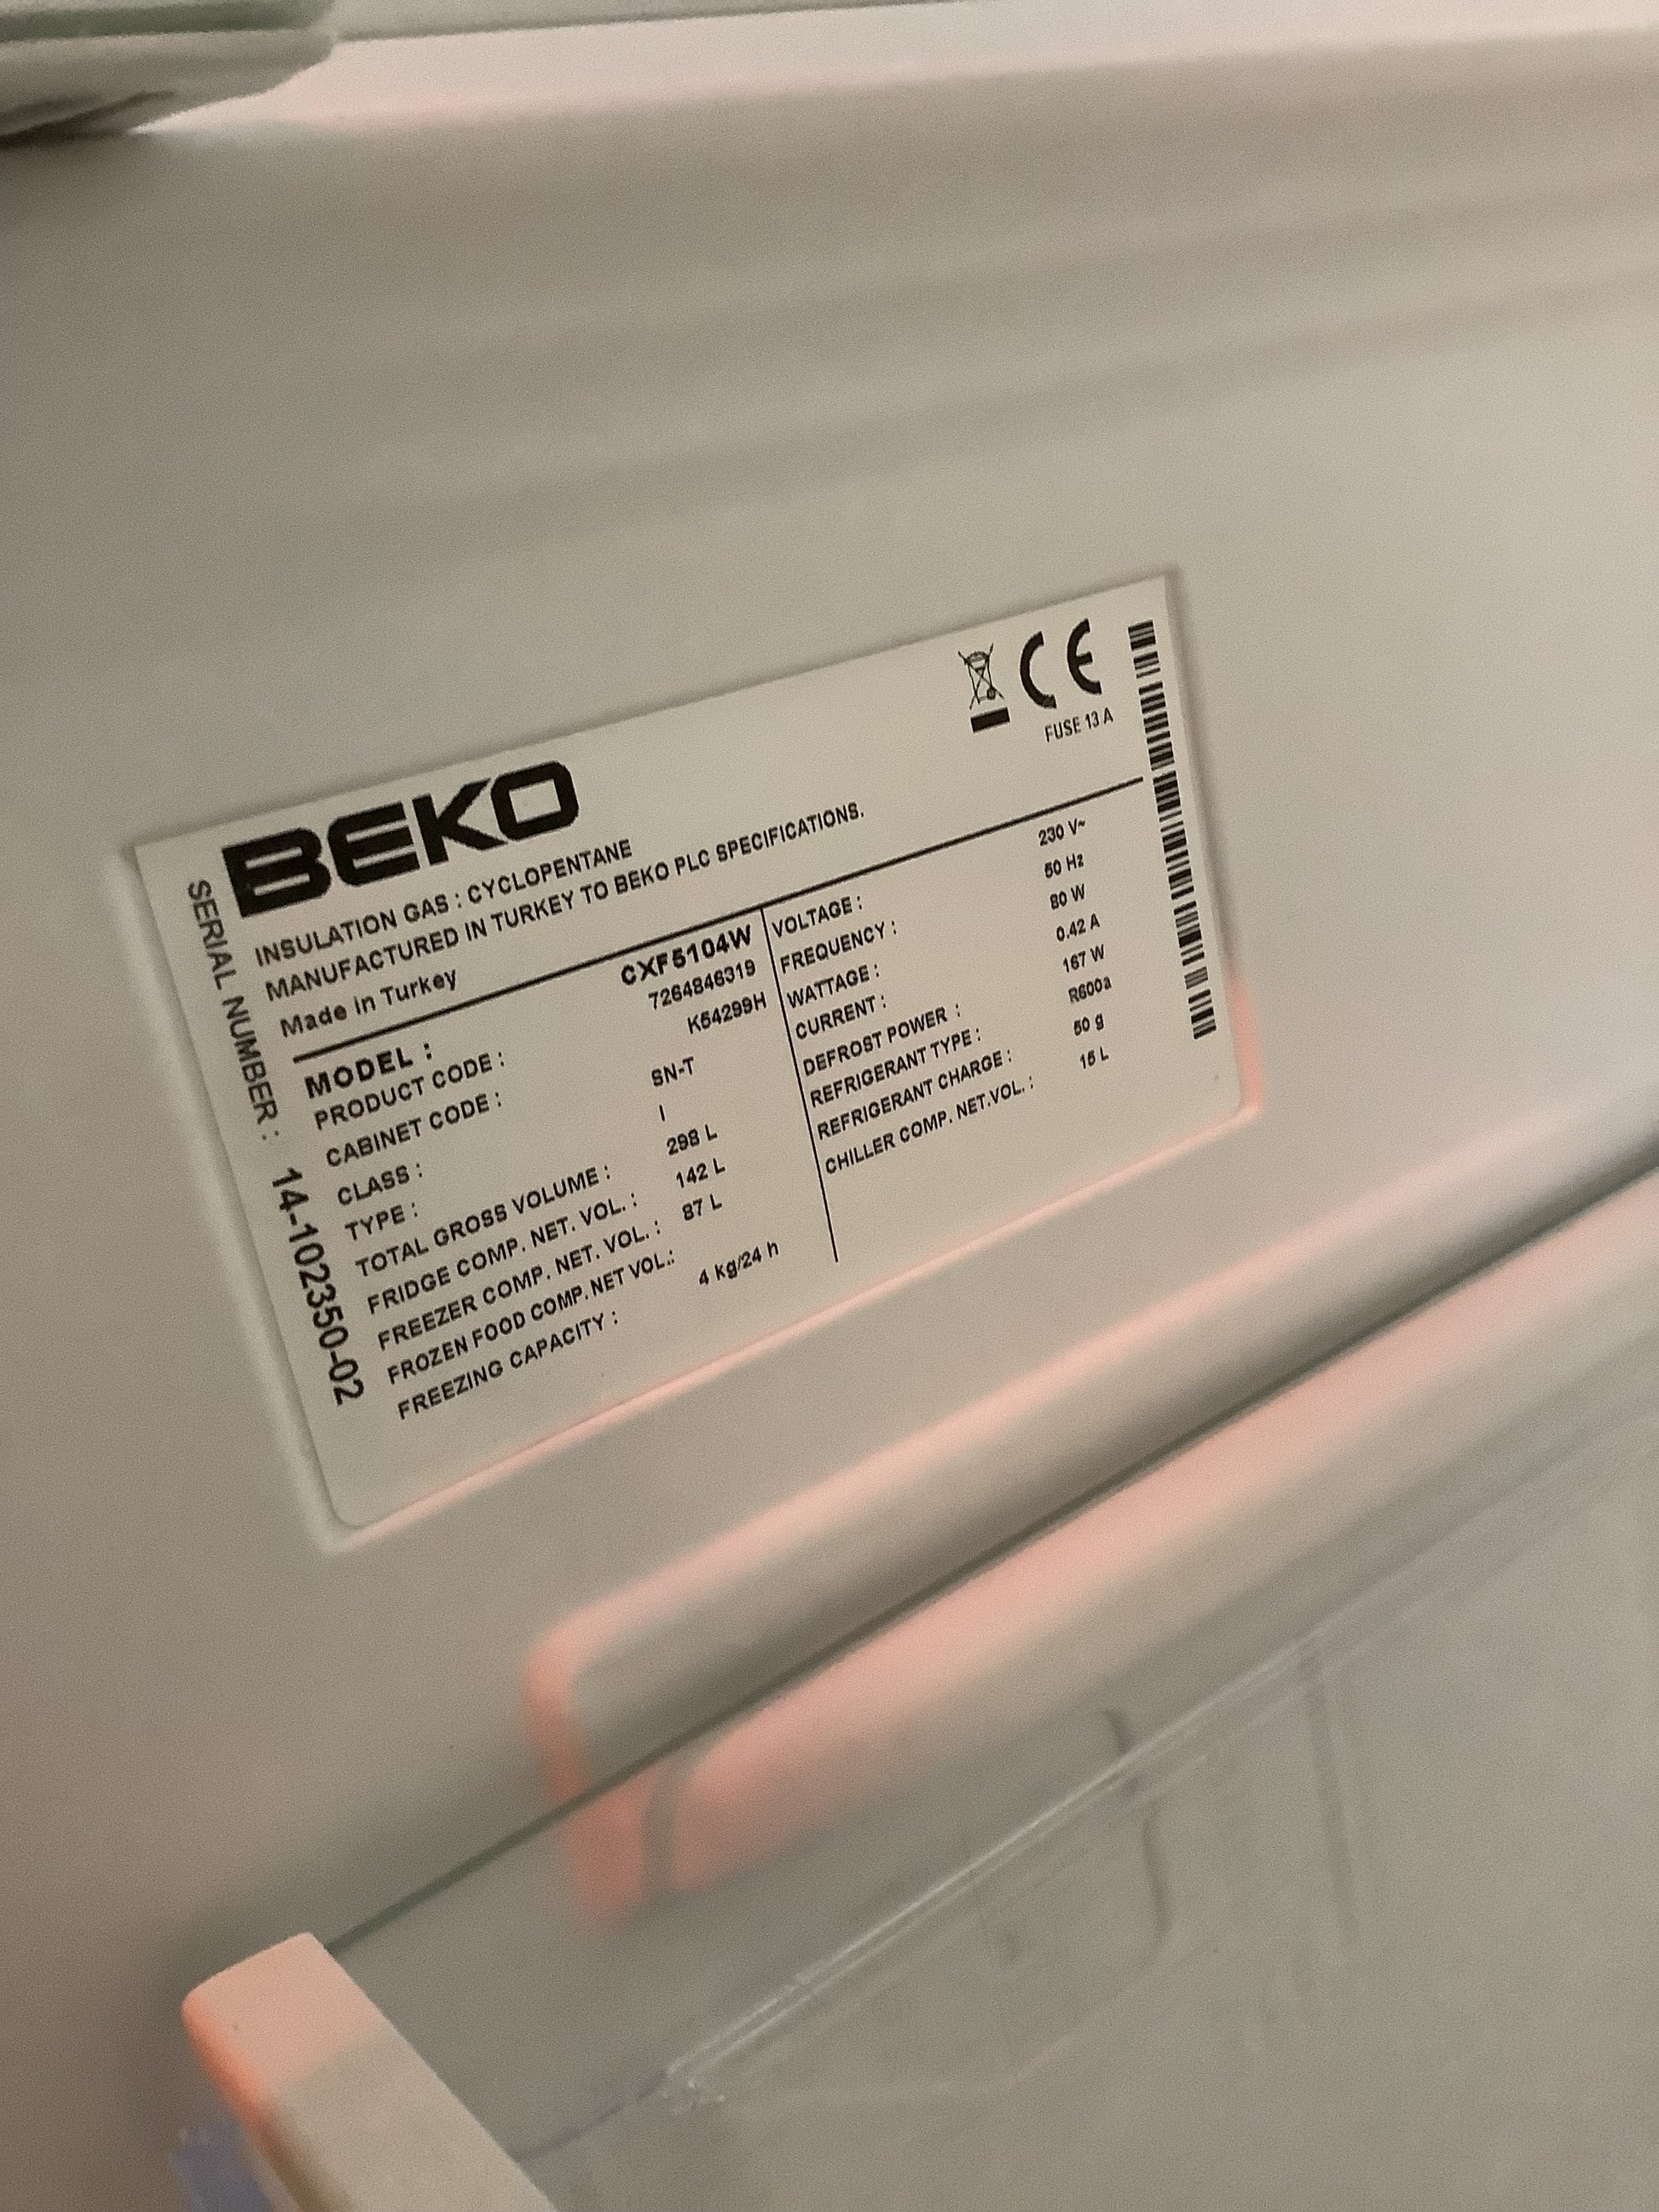 BEKO
INSULATION GAS : CYCLOPENTANE
MANUFACTURED IN TURKEY TO BEKO PLC SPECIFICATIONS.
Made in Turkey
CE
FUSE 13 A
SERIAL NUMBER : 14-102350-02
MODEL : CXF5104W
PRODUCT CODE : 7264846319
CABINET CODE : K54299H
CLASS : SN-T
TYPE : I
TOTAL GROSS VOLUME : 298 L
FRIDGE COMP. NET. VOL. : 142 L
FREEZER COMP. NET. VOL. : 87 L
FROZEN FOOD COMP. NET VOL.:
FREEZING CAPACITY : 4 kg/24 h
VOLTAGE : 230 V~
FREQUENCY : 50 Hz
WATTAGE : 80 W
CURRENT : 0.42 A
DEFROST POWER : 167 W
REFRIGERANT TYPE : R600a
REFRIGERANT CHARGE : 50 g
CHILLER COMP. NET.VOL. : 15 L